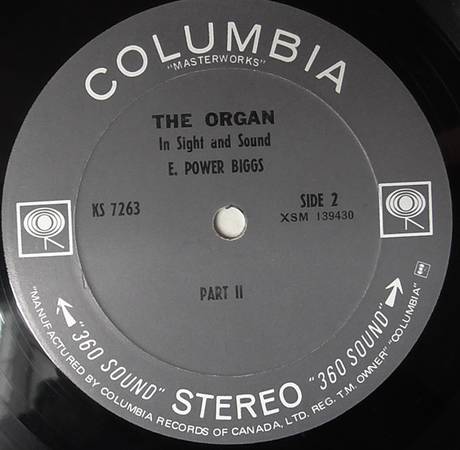 COLUMBIA
"MASTERWORKS"
THE ORGAN
In Sight and Sound
E. POWER BIGGS
KS 7263
SIDE 2
XSM 139430
PART II
"360 SOUND" STEREO "360 SOUND"
"MANUFACTURED BY COLUMBIA RECORDS OF CANADA, LTD. REG. T.M. OWNER" "COLUMBIA"